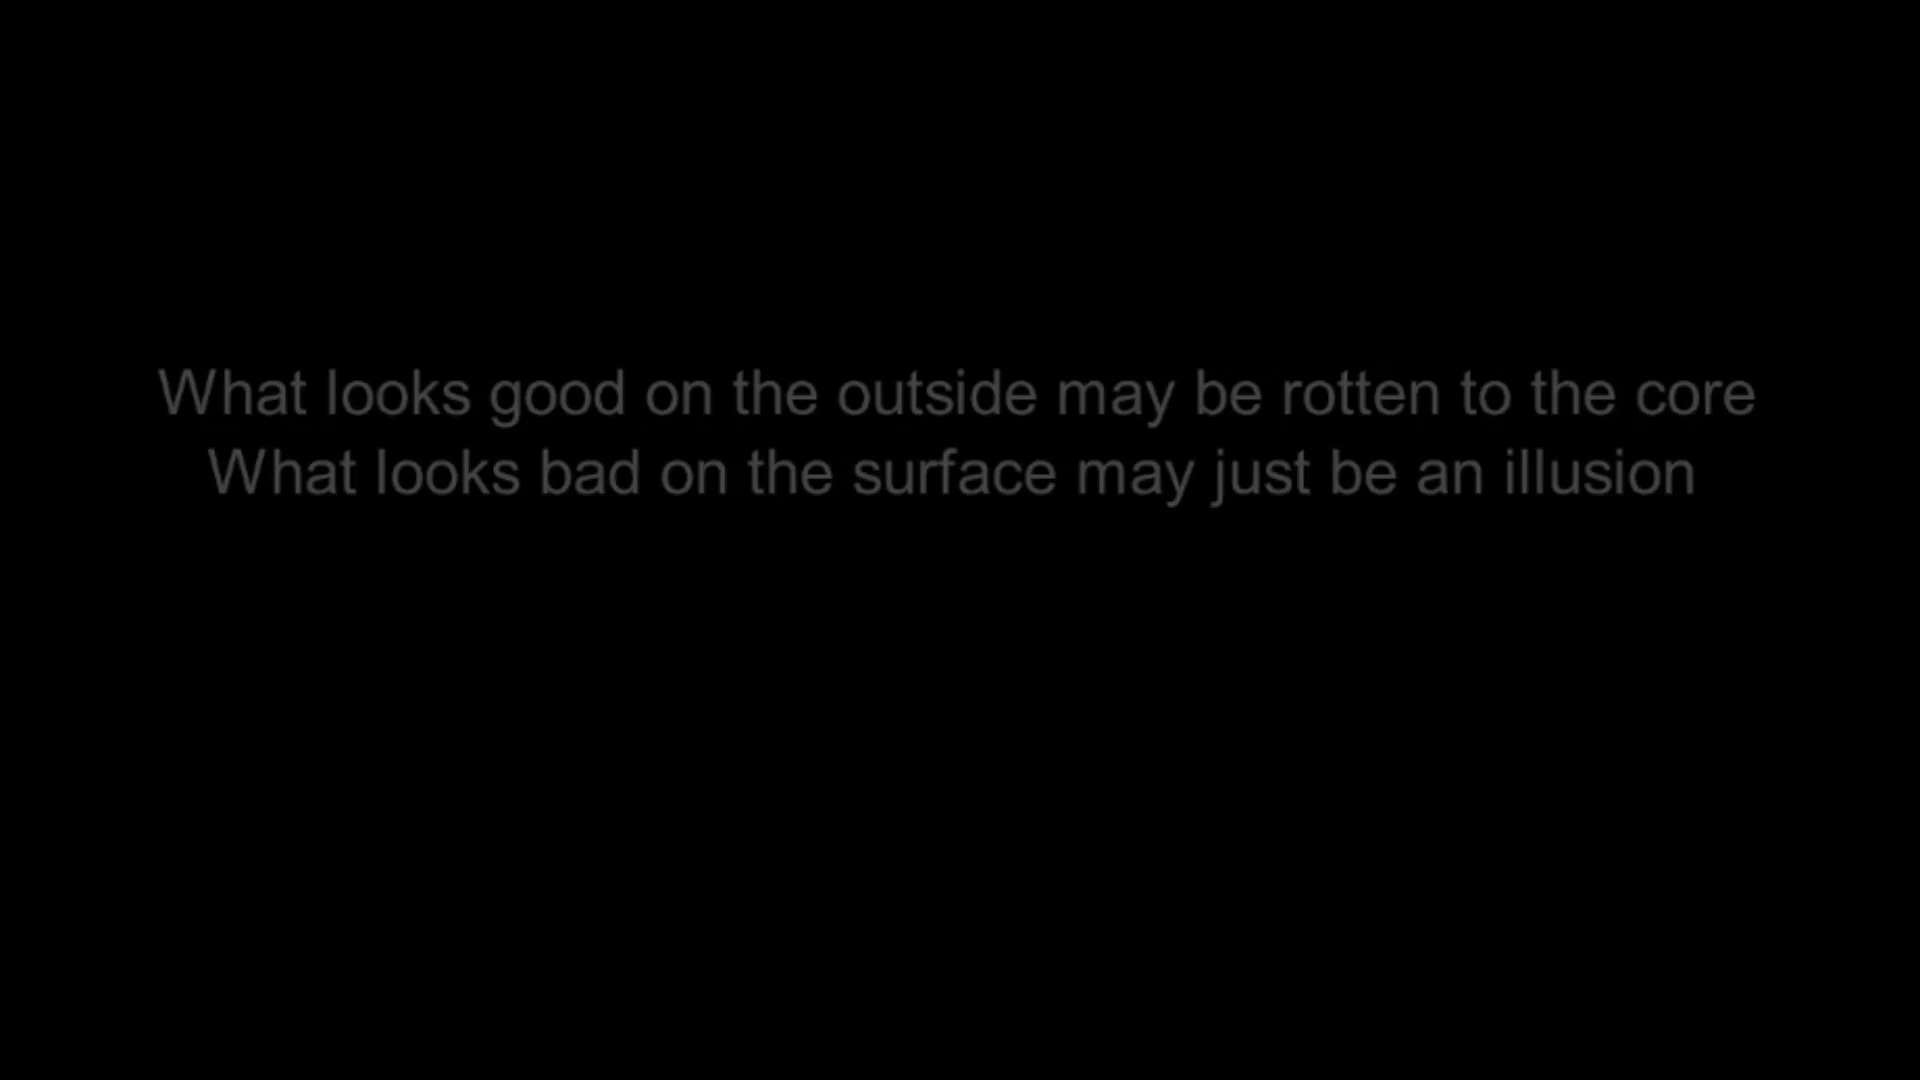 What looks good on the outside may be rotten to the core
What looks bad on the surface may just be an illusion